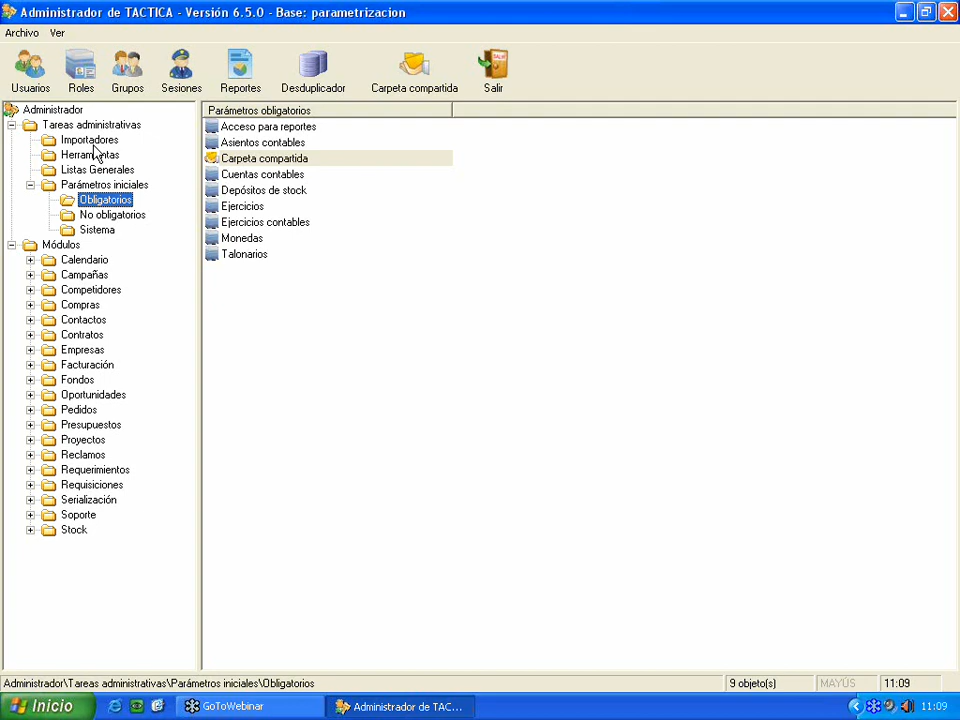 Administrador de TACTICA - Versión 6.5.0 - Base: parametrizacion
Archivo Ver
Usuarios Roles Grupos Sesiones Reportes Desduplicador Carpeta compartida Salir
Administrador
Tareas administrativas
Importadores
Herramientas
Listas Generales
Parámetros iniciales
Obligatorios
No obligatorios
Sistema
Módulos
Calendario
Campañas
Competidores
Compras
Contactos
Contratos
Empresas
Facturación
Fondos
Oportunidades
Pedidos
Presupuestos
Proyectos
Reclamos
Requerimientos
Requisiciones
Serialización
Soporte
Stock
Parámetros obligatorios
Acceso para reportes
Asientos contables
Carpeta compartida
Cuentas contables
Depósitos de stock
Ejercicios
Ejercicios contables
Monedas
Talonarios
Administrador\Tareas administrativas\Parámetros iniciales\Obligatorios 9 objeto(s) MAYÚS 11:09
Inicio GoToWebinar Administrador de TAC... 11:09